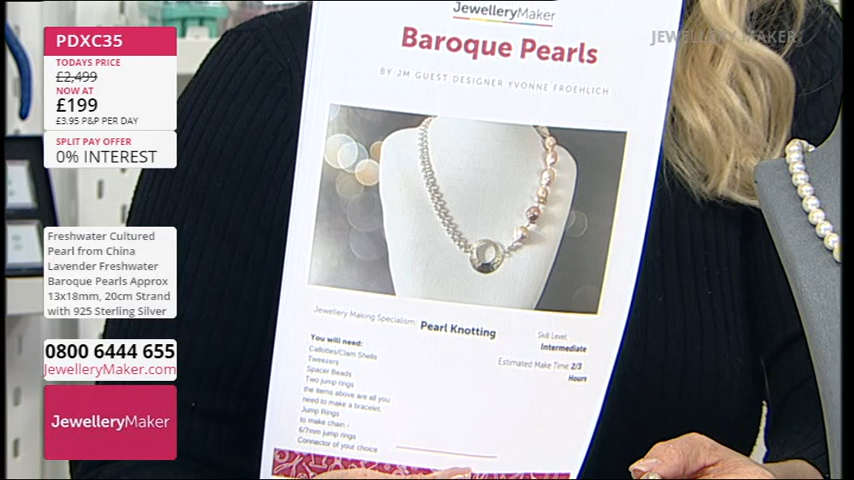 PDXC35
TODAYS PRICE
£2,499
NOW AT
£199
£3.95 P&P PER DAY
SPLIT PAY OFFER
0% INTEREST
Freshwater Cultured
Pearl from China
Lavender Freshwater
Baroque Pearls Approx
13x18mm, 20cm Strand
with 925 Sterling Silver
0800 6444 655
JewelleryMaker.com
JewelleryMaker
JewelleryMaker
Baroque Pearls
BY JM GUEST DESIGNER YVONNE FROEHLICH
Jewellery Making Specialism: Pearl Knotting
Skill Level:
Intermediate
Estimated Make Time: 2/3
Hours
You will need:
Callottes/Clam Shells
Tweezers
Spacer Beads
Two jump rings
the items above are all you
need to make a bracelet,
Jump Rings
to make chain -
6/7mm jump rings
Connector of your choice
JEWELLERYMAKER